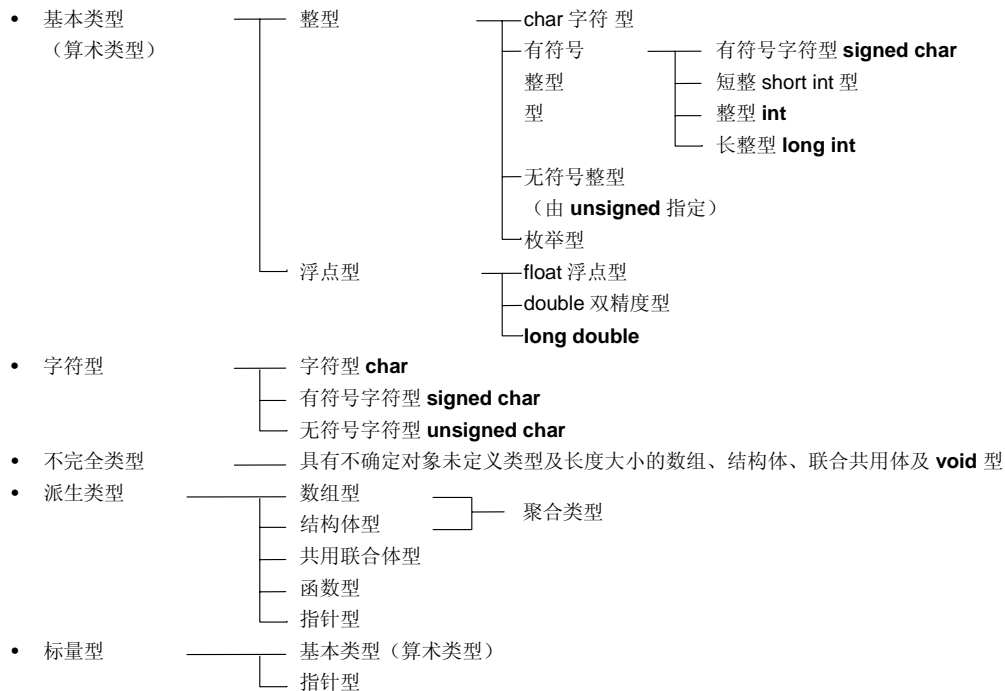 • 基本类型 整型 char 字符 型
（算术类型） 有符号 有符号字符型 signed char
整型 短整 short int 型
型 整型 int
长整型 long int
无符号整型
（由 unsigned 指定）
枚举型
浮点型 float 浮点型
double 双精度型
long double
• 字符型 字符型 char
有符号字符型 signed char
无符号字符型 unsigned char
• 不完全类型 具有不确定对象未定义类型及长度大小的数组、结构体、联合共用体及 void 型
• 派生类型 数组型
聚合类型
结构体型
共用联合体型
函数型
指针型
• 标量型 基本类型（算术类型）
指针型